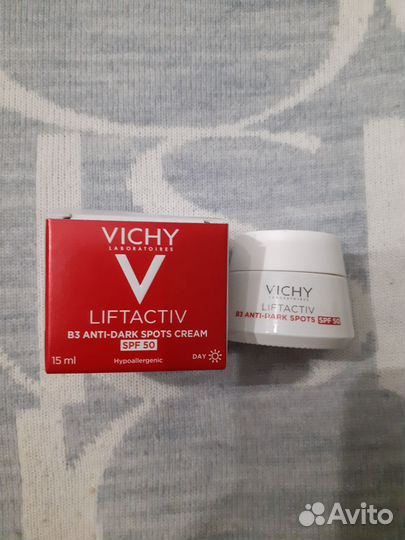 VICHY
LABORATOIRES
V
LIFTACTIV
B3 ANTI-DARK SPOTS CREAM
SPF 50
15 ml
Hypoallergenic
DAY
VICHY
LABORATOIRES
LIFTACTIV
B3 ANTI-DARK SPOTS SPF 50
Avito